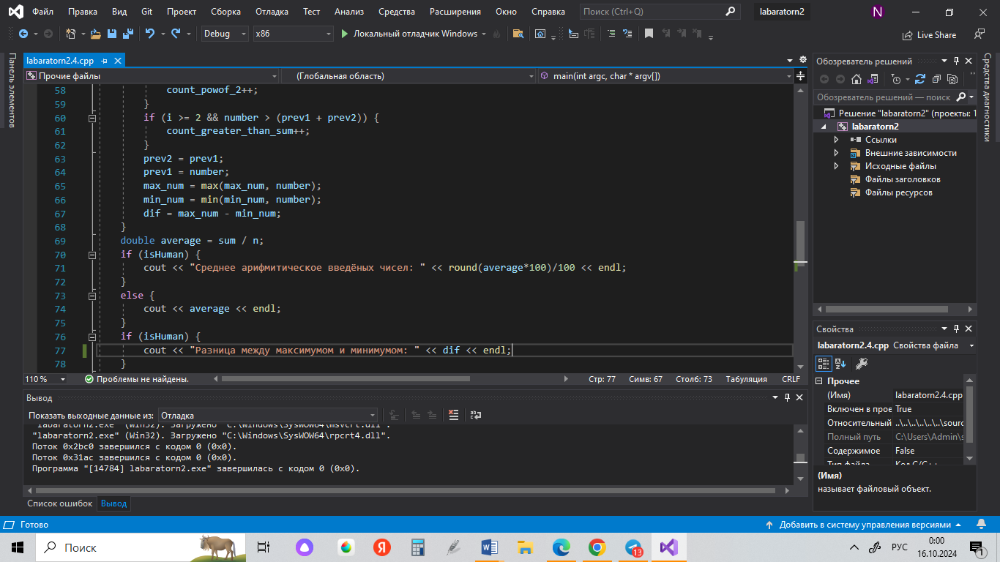 Файл Правка Вид Git Проект Сборка Отладка Тест Анализ Средства Расширения Окно Справка Поиск (Ctrl+Q) labaratorn2 N
Debug x86 Локальный отладчик Windows Live Share
Панель элементов
labaratorn2.4.cpp
Прочие файлы (Глобальная область) main(int argc, char * argv[])
58 count_powof_2++;
59 }
60 if (i >= 2 && number > (prev1 + prev2)) {
61 count_greater_than_sum++;
62 }
63 prev2 = prev1;
64 prev1 = number;
65 max_num = max(max_num, number);
66 min_num = min(min_num, number);
67 dif = max_num - min_num;
68 }
69 double average = sum / n;
70 if (isHuman) {
71 cout << "Среднее арифмитическое введёных чисел: " << round(average*100)/100 << endl;
72 }
73 else {
74 cout << average << endl;
75 }
76 if (isHuman) {
77 cout << "Разница между максимумом и минимумом: " << dif << endl;
78 }
110 % Проблемы не найдены. Стр: 77 Симв: 67 Столб: 73 Табуляция CRLF
Вывод
Показать выходные данные из: Отладка
"labaratorn2.exe" (Win32). Загружено "C:\Windows\SysWOW64\msvcrt.dll".
"labaratorn2.exe" (Win32). Загружено "C:\Windows\SysWOW64\rpcrt4.dll".
Поток 0x2bc0 завершился с кодом 0 (0x0).
Поток 0x31ac завершился с кодом 0 (0x0).
Программа "[14784] labaratorn2.exe" завершилась с кодом 0 (0x0).
Список ошибок Вывод
Обозреватель решений
Обозреватель решений — поиск
Решение "labaratorn2" (проекты: 1
labaratorn2
Ссылки
Внешние зависимости
Исходные файлы
Файлы заголовков
Файлы ресурсов
Средства диагностики
Свойства
labaratorn2.4.cpp Свойства файла
Прочее
(Имя) labaratorn2.4.cpp
Включен в прое True
Относительный ..\..\..\..\..\sourc
Полный путь C:\Users\Admin\s
Содержимое False
Тип файла Код C/C++
(Имя)
называет файловый объект.
Готово Добавить в систему управления версиями
Поиск Я 13 РУС 0:00
16.10.2024 1